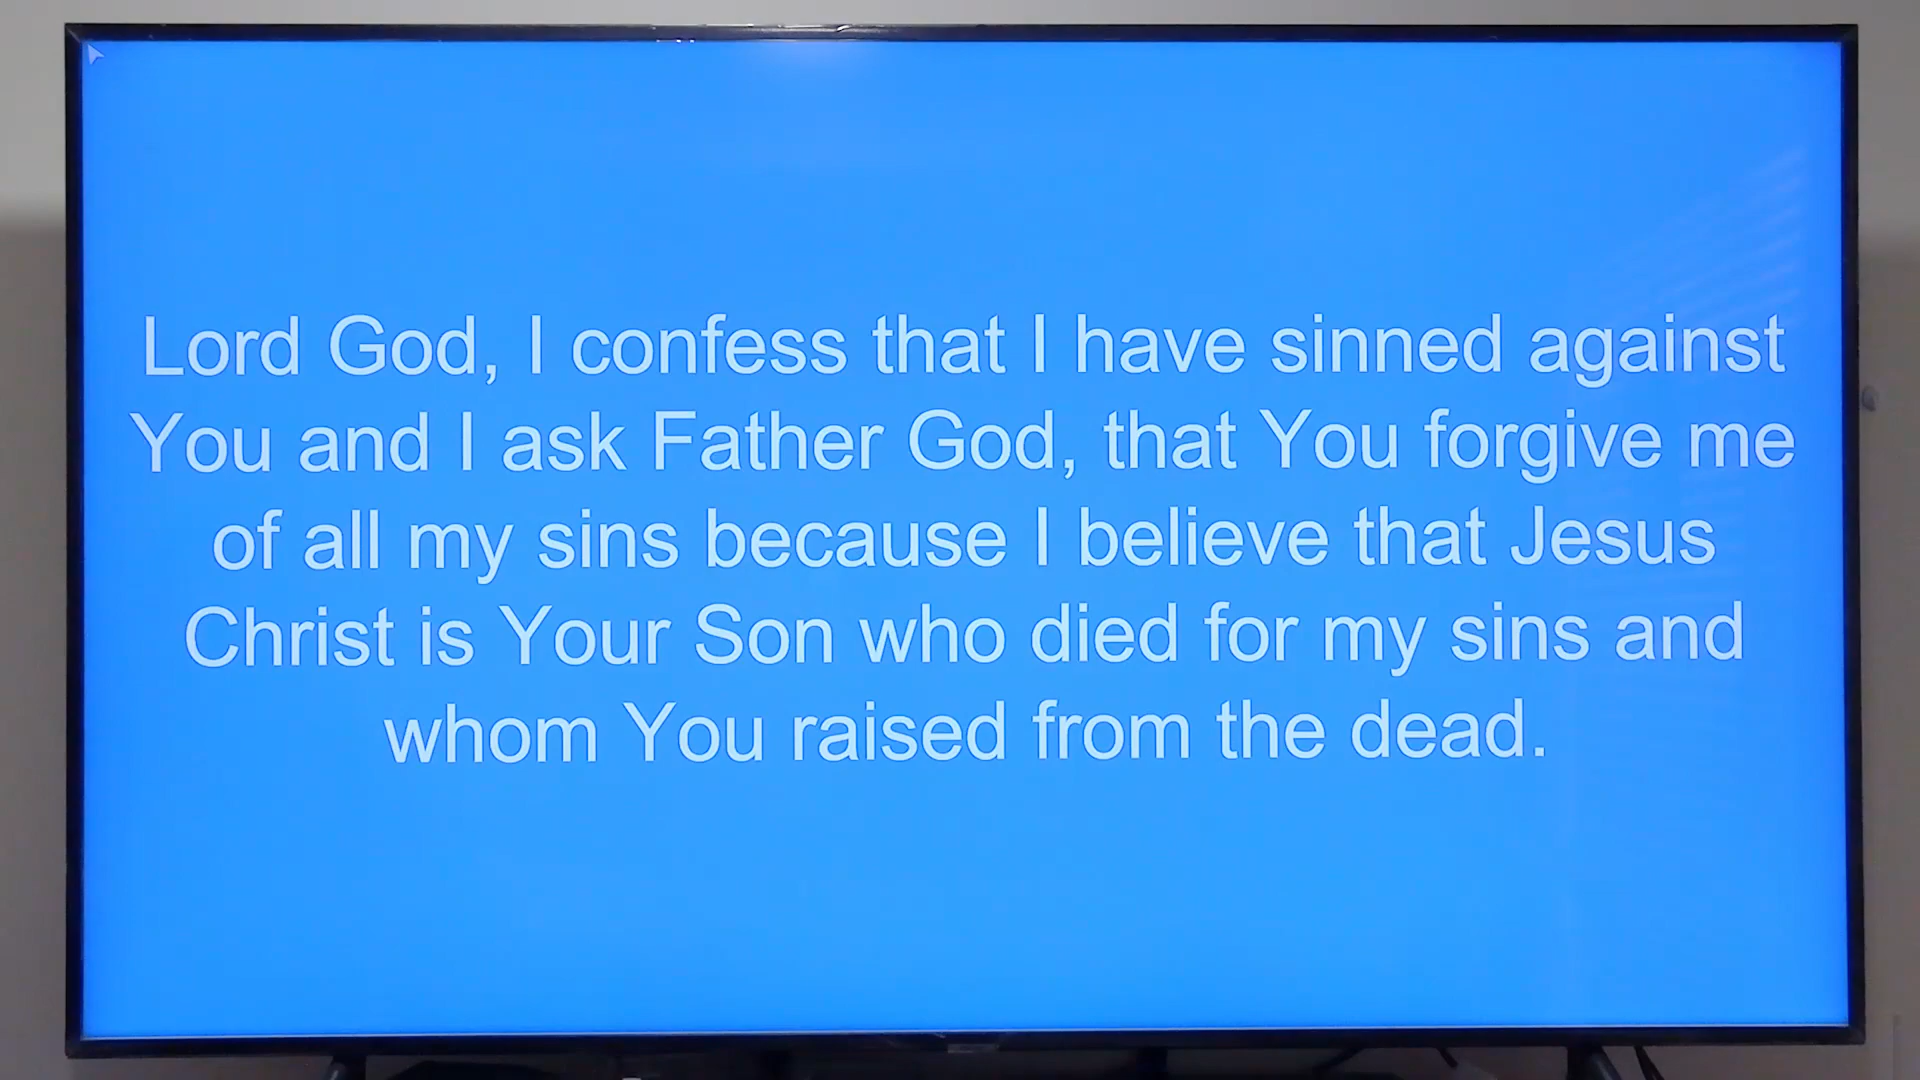 Lord God, I confess that I have sinned against
You and I ask Father God, that You forgive me
of all my sins because I believe that Jesus
Christ is Your Son who died for my sins and
whom You raised from the dead.